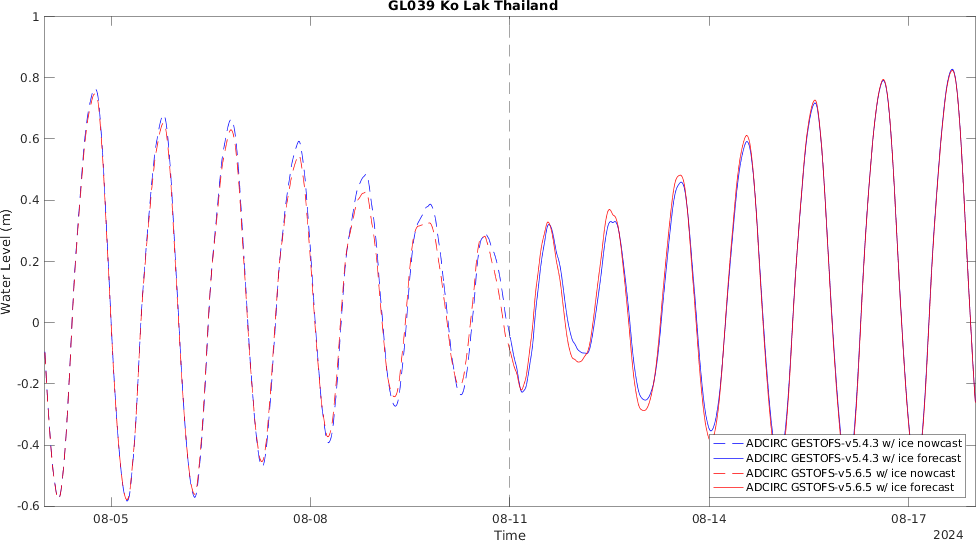 GL039 Ko Lak Thailand
1
0.8
0.6
0.4
0.2
0
-0.2
-0.4
-0.6
Water Level (m)
ADCIRC GESTOFS-v5.4.3 w/ ice nowcast
ADCIRC GESTOFS-v5.4.3 w/ ice forecast
ADCIRC GSTOFS-v5.6.5 w/ ice nowcast
ADCIRC GSTOFS-v5.6.5 w/ ice forecast
08-05 08-08 08-11 08-14 08-17
Time
2024